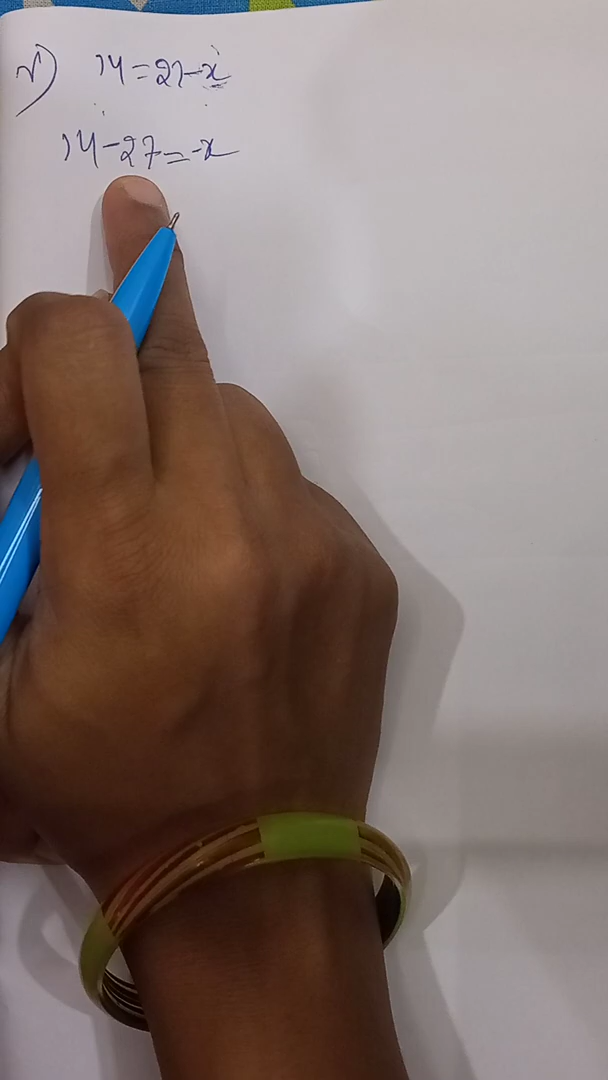 v) 14 = 27 - x
14 - 27 = -x